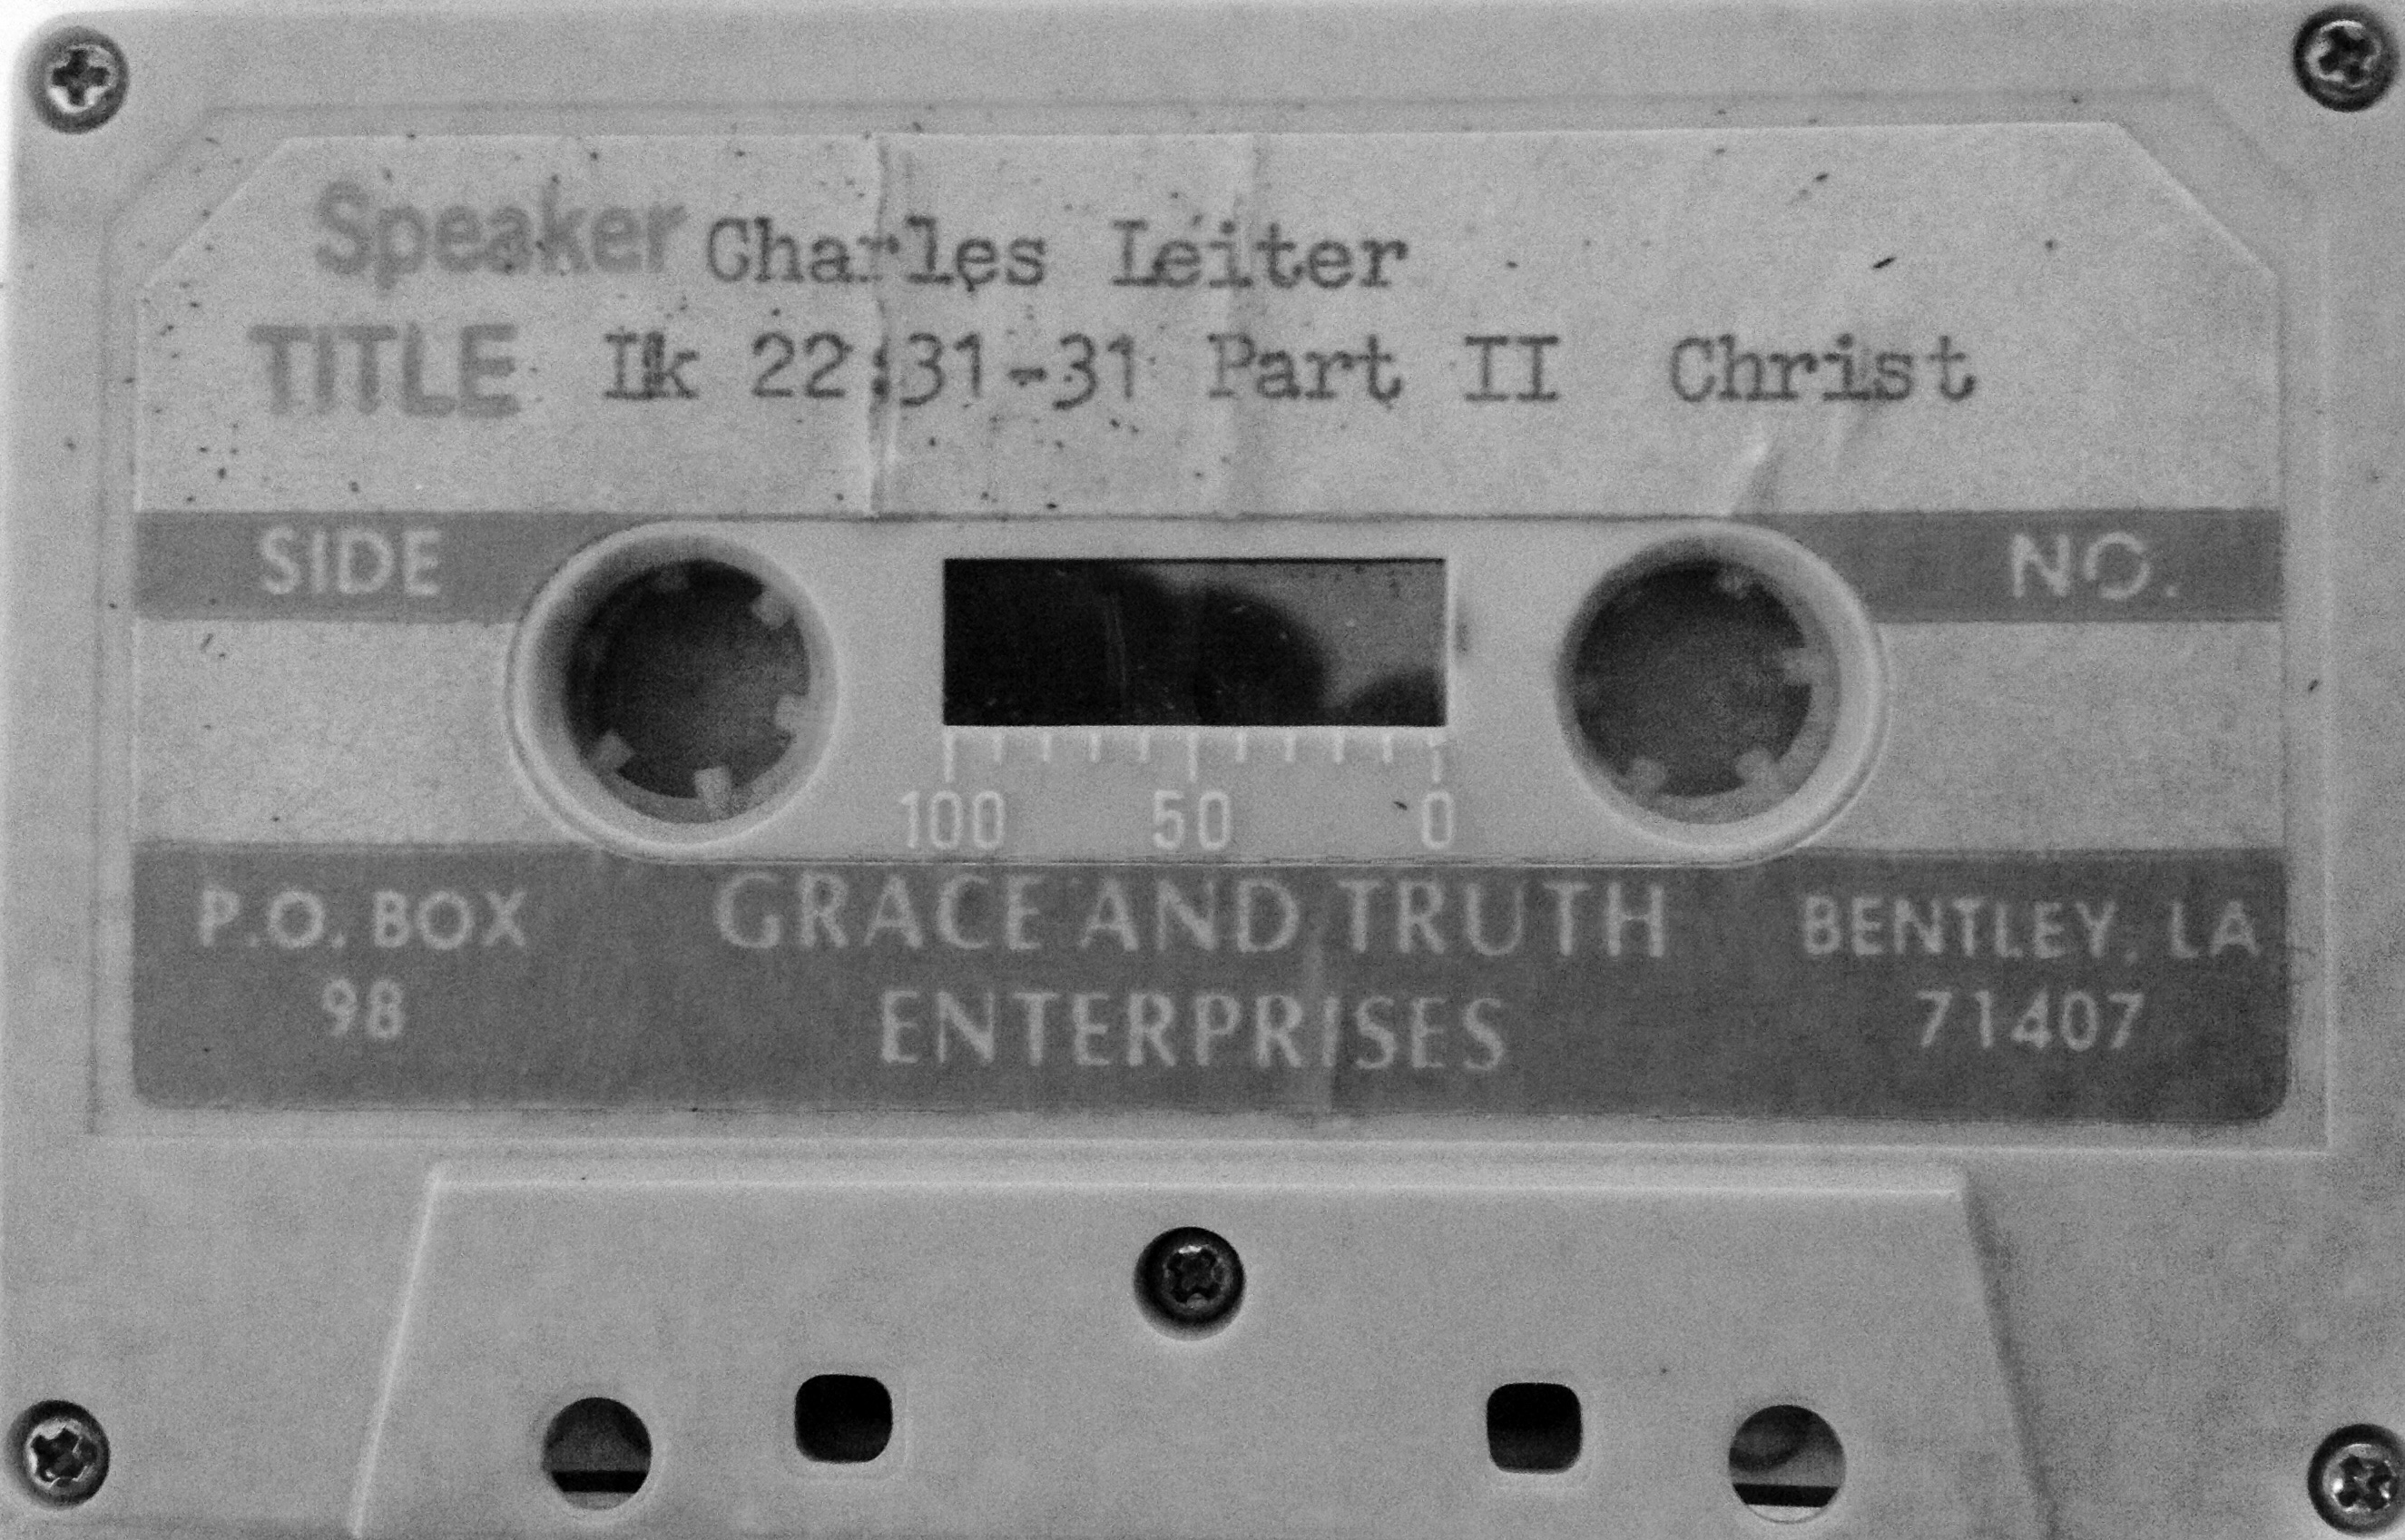 Speaker Charles Leiter
TITLE Lk 22:31-31 Part II Christ
SIDE
NO.
100 50 0
P.O. BOX
98
GRACE AND TRUTH
ENTERPRISES
BENTLEY, LA
71407